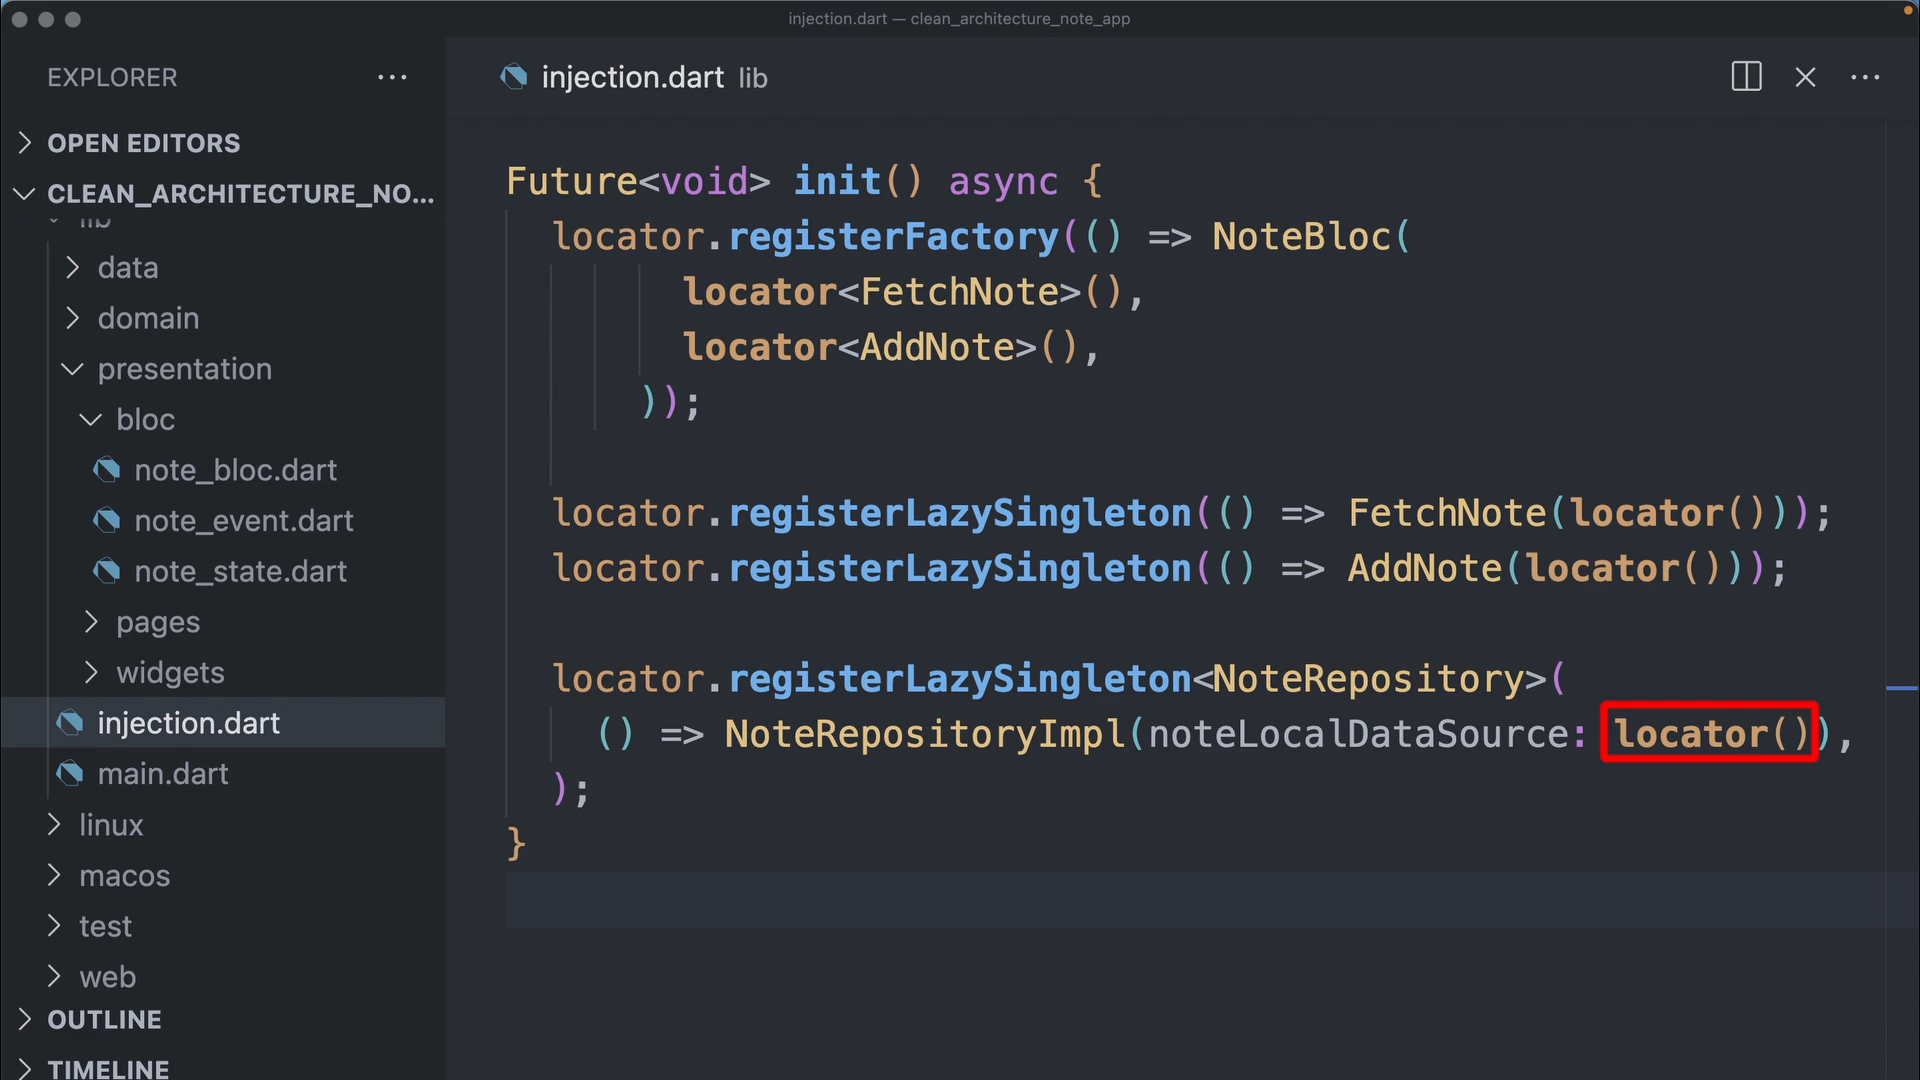 injection.dart — clean_architecture_note_app
EXPLORER
OPEN EDITORS
CLEAN_ARCHITECTURE_NO...
lib
data
domain
presentation
bloc
note_bloc.dart
note_event.dart
note_state.dart
pages
widgets
injection.dart
main.dart
linux
macos
test
web
OUTLINE
TIMELINE
injection.dart lib
Future<void> init() async {
locator.registerFactory(() => NoteBloc(
locator<FetchNote>(),
locator<AddNote>(),
));
locator.registerLazySingleton(() => FetchNote(locator()));
locator.registerLazySingleton(() => AddNote(locator()));
locator.registerLazySingleton<NoteRepository>(
() => NoteRepositoryImpl(noteLocalDataSource: locator()),
);
}